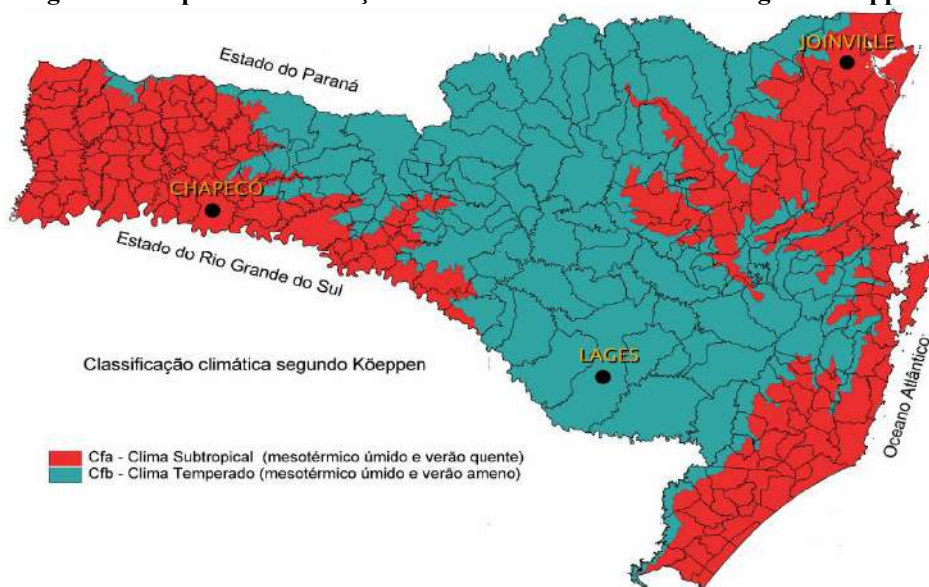 JOINVILLE
Estado do Paraná
CHAPECÓ
Estado do Rio Grande do Sul
Classificação climática segundo Köeppen
LAGES
Oceano Atlântico
Cfa - Clima Subtropical (mesotérmico úmido e verão quente)
Cfb - Clima Temperado (mesotérmico úmido e verão ameno)